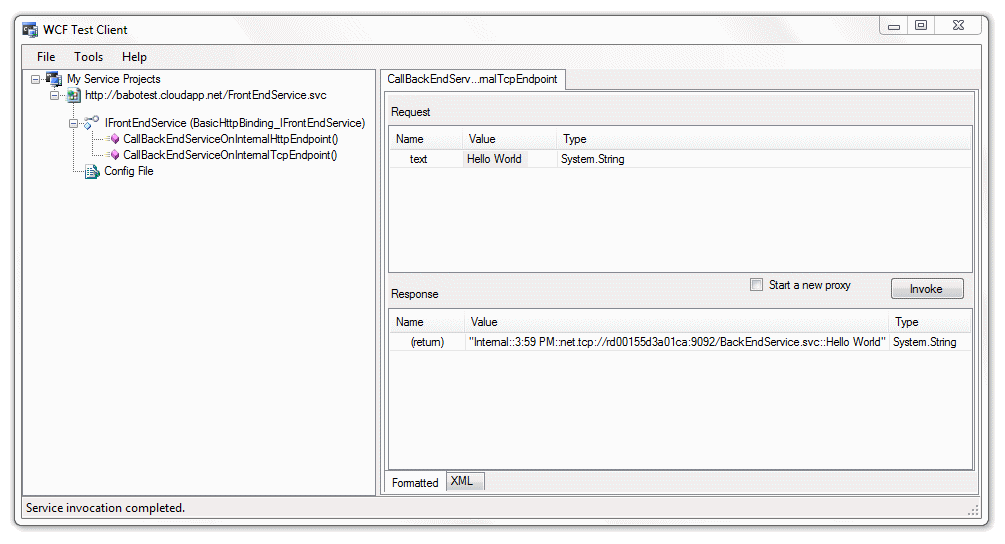 WCF Test Client
File Tools Help
My Service Projects
http://babotest.cloudapp.net/FrontEndService.svc
IFrontEndService (BasicHttpBinding_IFrontEndService)
CallBackEndServiceOnInternalHttpEndpoint()
CallBackEndServiceOnInternalTcpEndpoint()
Config File
CallBackEndServ...rnalTcpEndpoint
Request
Name Value Type
text Hello World System.String
Start a new proxy Invoke
Response
Name Value Type
(return) "Internal::3:59 PM::net.tcp://rd00155d3a01ca:9092/BackEndService.svc::Hello World" System.String
Formatted XML
Service invocation completed.